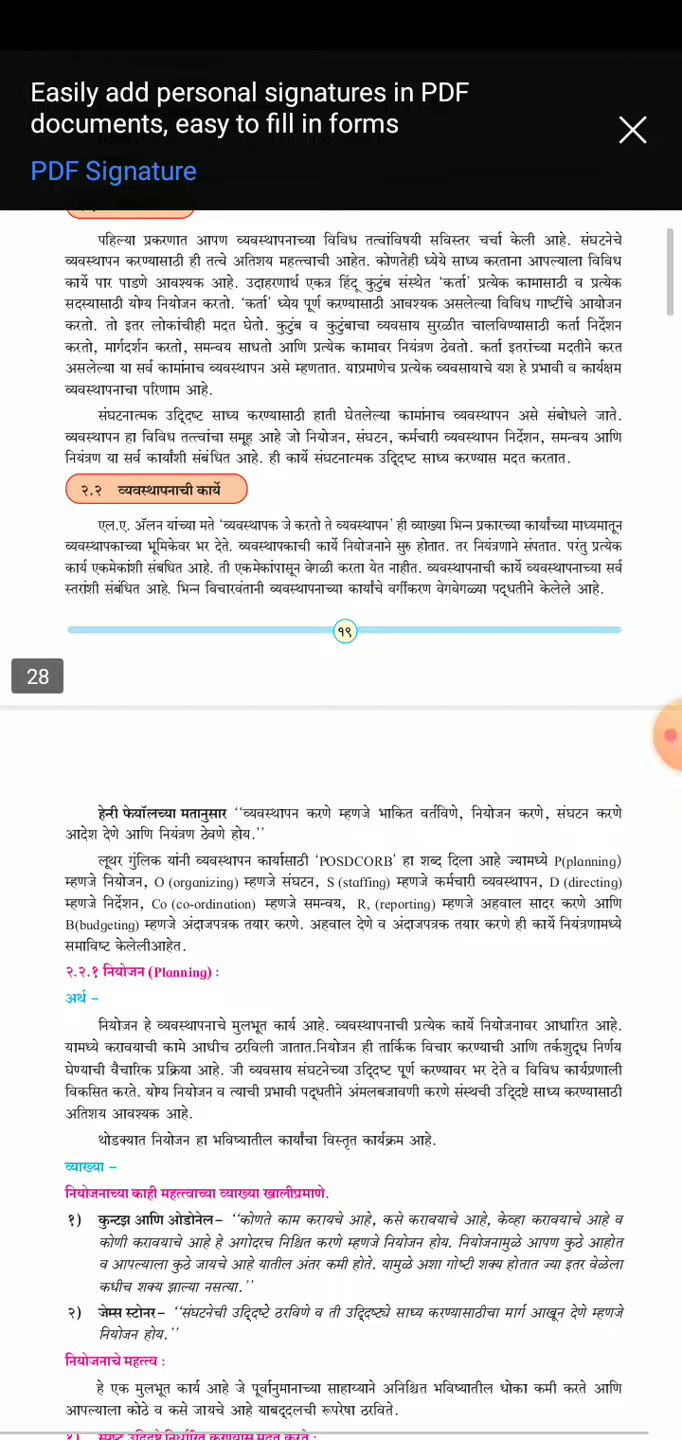 Easily add personal signatures in PDF
documents, easy to fill in forms
PDF Signature
पहिल्या प्रकरणात आपण व्यवस्थापनाच्या विविध तत्वांविषयी सविस्तर चर्चा केली आहे. संघटनेचे
व्यवस्थापन करण्यासाठी ही तत्वे अतिशय महत्त्वाची आहेत. कोणतेही ध्येये साध्य करताना आपल्याला विविध
कार्ये पार पाडणे आवश्यक आहे. उदाहरणार्थ एकत्र हिंदू कुटुंब संस्थेत ‘कर्ता’ प्रत्येक कामासाठी व प्रत्येक
सदस्यासाठी योग्य नियोजन करतो. ‘कर्ता’ ध्येय पूर्ण करण्यासाठी आवश्यक असलेल्या विविध गाष्टींचे आयोजन
करतो. तो इतर लोकांचीही मदत घेतो. कुटुंब व कुटुंबाचा व्यवसाय सुरळीत चालविण्यासाठी कर्ता निर्देशन
करतो, मार्गदर्शन करतो, समन्वय साधतो आणि प्रत्येक कामावर नियंत्रण ठेवतो. कर्ता इतरांच्या मदतीने करत
असलेल्या या सर्व कामांनाच व्यवस्थापन असे म्हणतात. याप्रमाणेच प्रत्येक व्यवसायाचे यश हे प्रभावी व कार्यक्षम
व्यवस्थापनाचा परिणाम आहे.
संघटनात्मक उद्दिष्ट साध्य करण्यासाठी हाती घेतलेल्या कामांनाच व्यवस्थापन असे संबोधले जाते.
व्यवस्थापन हा विविध तत्त्वांचा समूह आहे जो नियोजन, संघटन, कर्मचारी व्यवस्थापन निर्देशन, समन्वय आणि
नियंत्रण या सर्व कार्यांशी संबंधित आहे. ही कार्ये संघटनात्मक उद्दिष्ट साध्य करण्यास मदत करतात.
२.२ व्यवस्थापनाची कार्ये
एल.ए. ॲलन यांच्या मते ‘व्यवस्थापक जे करतो ते व्यवस्थापन’ ही व्याख्या भिन्न प्रकारच्या कार्यांच्या माध्यमातून
व्यवस्थापकाच्या भूमिकेवर भर देते. व्यवस्थापकाची कार्ये नियोजनाने सुरु होतात. तर नियंत्रणाने संपतात. परंतु प्रत्येक
कार्य एकमेकांशी संबधित आहे. ती एकमेकांपासून वेगळी करता येत नाहीत. व्यवस्थापनाची कार्ये व्यवस्थापनाच्या सर्व
स्तरांशी संबंधित आहे. भिन्न विचारवंतानी व्यवस्थापनाच्या कार्यांचे वर्गीकरण वेगवेगळ्या पद्धतीने केलेले आहे.
१९
28
हेन्री फेयॉलच्या मतानुसार “व्यवस्थापन करणे म्हणजे भाकित वर्तविणे, नियोजन करणे, संघटन करणे
आदेश देणे आणि नियंत्रण ठेवणे होय.”
लूथर गुंलिक यांनी व्यवस्थापन कार्यासाठी ‘POSDCORB’ हा शब्द दिला आहे ज्यामध्ये P(planning)
म्हणजे नियोजन, O (organizing) म्हणजे संघटन, S (staffing) म्हणजे कर्मचारी व्यवस्थापन, D (directing)
म्हणजे निर्देशन, Co (co-ordination) म्हणजे समन्वय, R, (reporting) म्हणजे अहवाल सादर करणे आणि
B(budgeting) म्हणजे अंदाजपत्रक तयार करणे. अहवाल देणे व अंदाजपत्रक तयार करणे ही कार्ये नियंत्रणामध्ये
समाविष्ट केलेलीआहेत.
२.२.१ नियोजन (Planning) :
अर्थ –
नियोजन हे व्यवस्थापनाचे मुलभूत कार्य आहे. व्यवस्थापनाची प्रत्येक कार्ये नियोजनावर आधारित आहे.
यामध्ये करावयाची कामे आधीच ठरविली जातात.नियोजन ही तार्किक विचार करण्याची आणि तर्कशुद्ध निर्णय
घेण्याची वैचारिक प्रक्रिया आहे. जी व्यवसाय संघटनेच्या उद्दिष्ट पूर्ण करण्यावर भर देते व विविध कार्यप्रणाली
विकसित करते. योग्य नियोजन व त्याची प्रभावी पद्धतीने अंमलबजावणी करणे संस्थची उद्दिष्टे साध्य करण्यासाठी
अतिशय आवश्यक आहे.
थोडक्यात नियोजन हा भविष्यातील कार्यांचा विस्तृत कार्यक्रम आहे.
व्याख्या –
नियोजनाच्या काही महत्त्वाच्या व्याख्या खालीप्रमाणे.
१) कुन्टझ आणि ओडोनेल– “कोणते काम करायचे आहे, कसे करावयाचे आहे, केव्हा करावयाचे आहे व
कोणी करावयाचे आहे हे अगोदरच निश्चित करणे म्हणजे नियोजन होय. नियोजनामुळे आपण कुठे आहोत
व आपल्याला कुठे जायचे आहे यातील अंतर कमी होते. यामुळे अशा गोष्टी शक्य होतात ज्या इतर वेळेला
कधीच शक्य झाल्या नसत्या.”
२) जेम्स स्टोनर– “संघटनेची उद्दिष्टे ठरविणे व ती उद्दिष्ट्ये साध्य करण्यासाठीचा मार्ग आखून देणे म्हणजे
नियोजन होय.”
नियोजनाचे महत्त्व :
हे एक मुलभूत कार्य आहे जे पूर्वानुमानाच्या साहाय्याने अनिश्चित भविष्यातील धोका कमी करते आणि
आपल्याला कोठे व कसे जायचे आहे याबद्दलची रूपरेषा ठरविते.
१) स्पष्ट उद्दिष्टे निर्धारित करण्यास मदत करते :